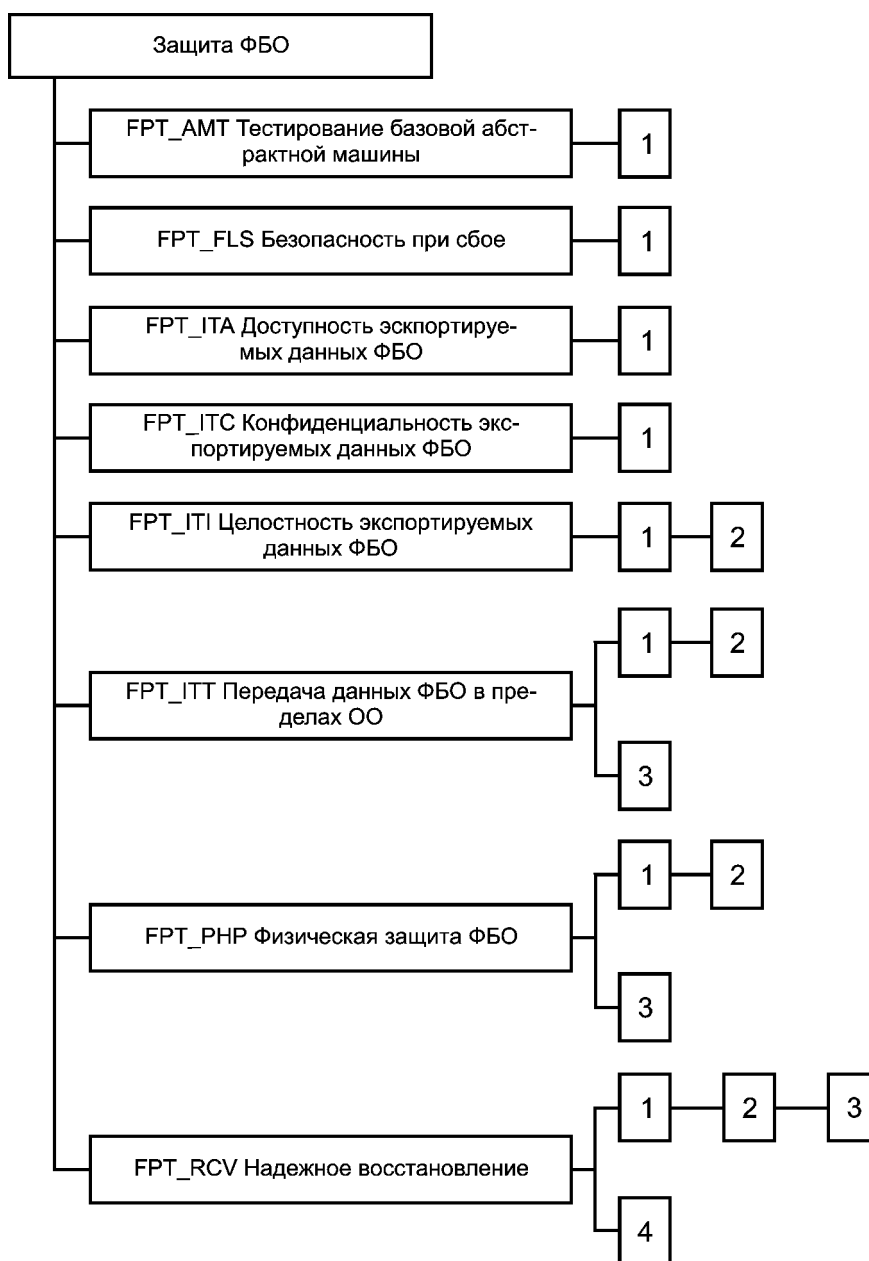 Защита ФБО
FPT_AMT Тестирование базовой абст-
рактной машины
1
FPT_FLS Безопасность при сбое
1
FPT_ITA Доступность эскпортируе-
мых данных ФБО
1
FPT_ITC Конфиденциальность экс-
портируемых данных ФБО
1
FPT_ITI Целостность экспортируемых
данных ФБО
1
2
1
2
FPT_ITT Передача данных ФБО в пре-
делах ОО
3
1
2
FPT_PHP Физическая защита ФБО
3
1
2
3
FPT_RCV Надежное восстановление
4